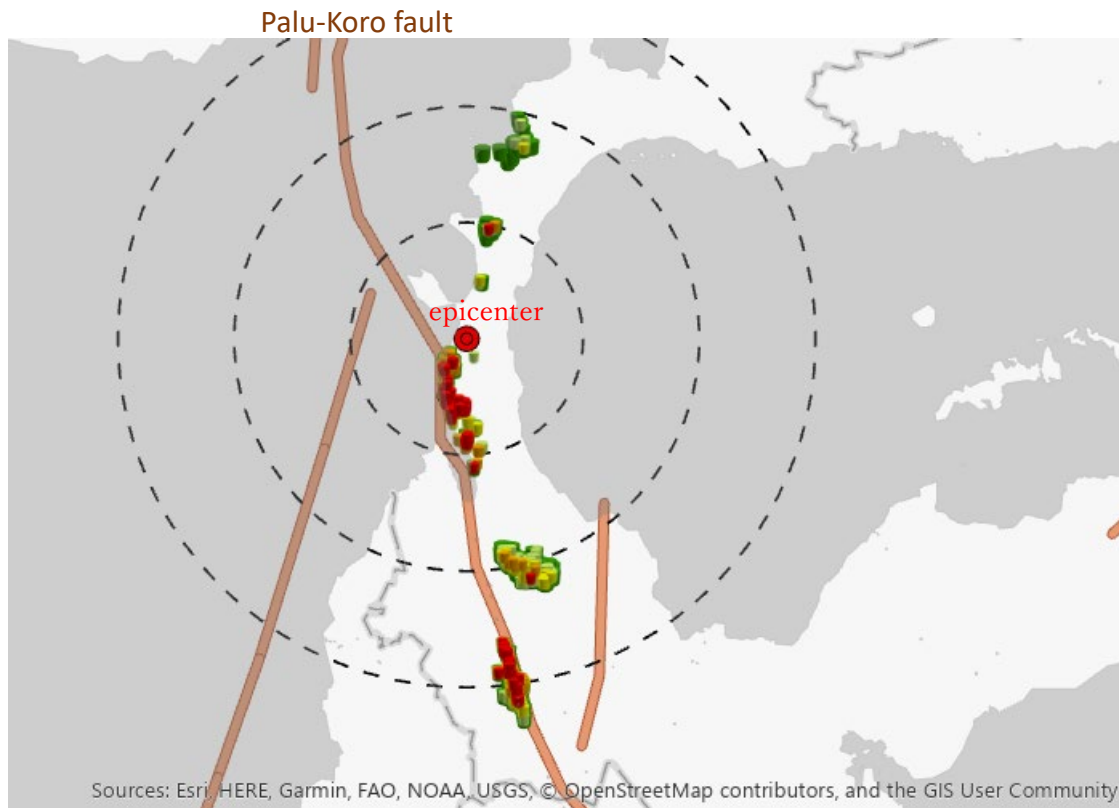 Palu-Koro fault
epicenter
Sources: Esri, HERE, Garmin, FAO, NOAA, USGS, © OpenStreetMap contributors, and the GIS User Community